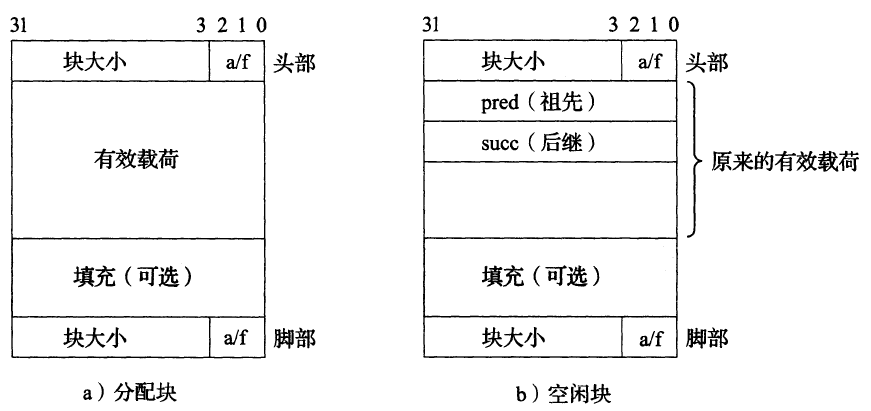 31 3 2 1 0
块大小 a/f 头部
有效载荷
填充（可选）
块大小 a/f 脚部
a）分配块
31 3 2 1 0
块大小 a/f 头部
pred（祖先）
succ（后继）
原来的有效载荷
填充（可选）
块大小 a/f 脚部
b）空闲块